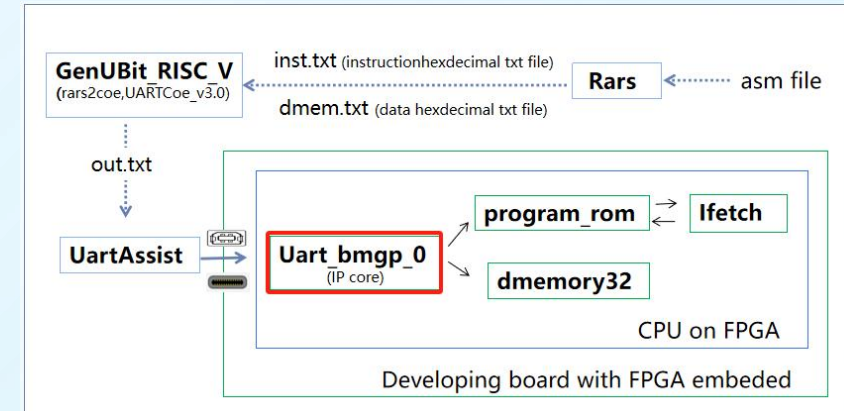 GenUBit_RISC_V
(rars2coe,UARTCoe_v3.0)
inst.txt (instructionhexdecimal txt file)
dmem.txt (data hexdecimal txt file)
Rars
asm file
out.txt
UartAssist
Uart_bmgp_0
(IP core)
program_rom
Ifetch
dmemory32
CPU on FPGA
Developing board with FPGA embeded